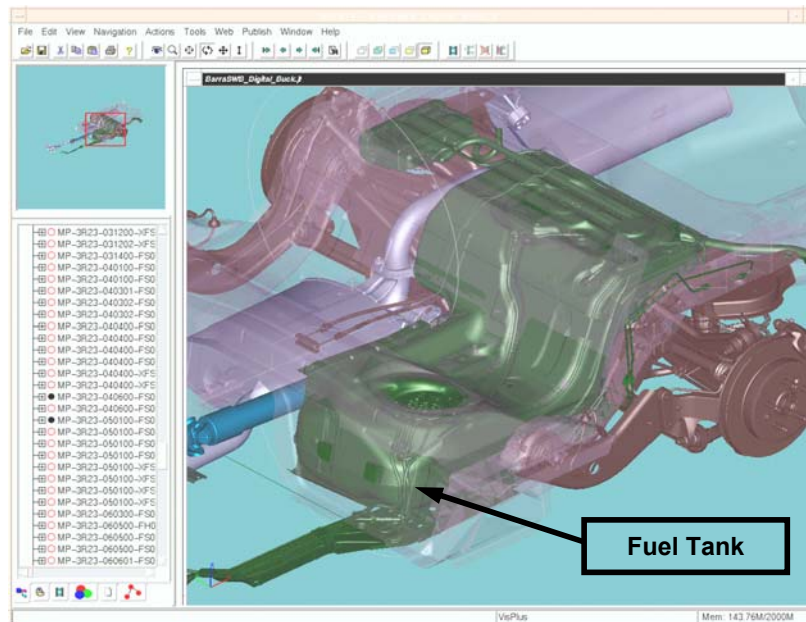 File Edit View Navigation Actions Tools Web Publish Window Help
BarraSWB_Digital_Buck.jt
MP-3R23-031200-XFS
MP-3R23-031202-XFS
MP-3R23-031400-FS0
MP-3R23-040100-FS0
MP-3R23-040100-FS0
MP-3R23-040301-FS0
MP-3R23-040302-FS0
MP-3R23-040302-FS0
MP-3R23-040400-FS0
MP-3R23-040400-FS0
MP-3R23-040400-FS0
MP-3R23-040400-FS0
MP-3R23-040400-XFS
MP-3R23-040400-XFS
MP-3R23-040600-FS0
MP-3R23-040600-FS0
MP-3R23-050100-FS0
MP-3R23-050100-FS0
MP-3R23-050100-FS0
MP-3R23-050100-FS0
MP-3R23-050100-XFS
MP-3R23-050100-XFS
MP-3R23-050100-XFS
MP-3R23-050300-FS0
MP-3R23-060300-FS0
MP-3R23-060500-FH0
MP-3R23-060500-FS0
MP-3R23-060500-FS0
MP-3R23-060601-FS0
Fuel Tank
VisPlus
Mem: 143.76M/2000M